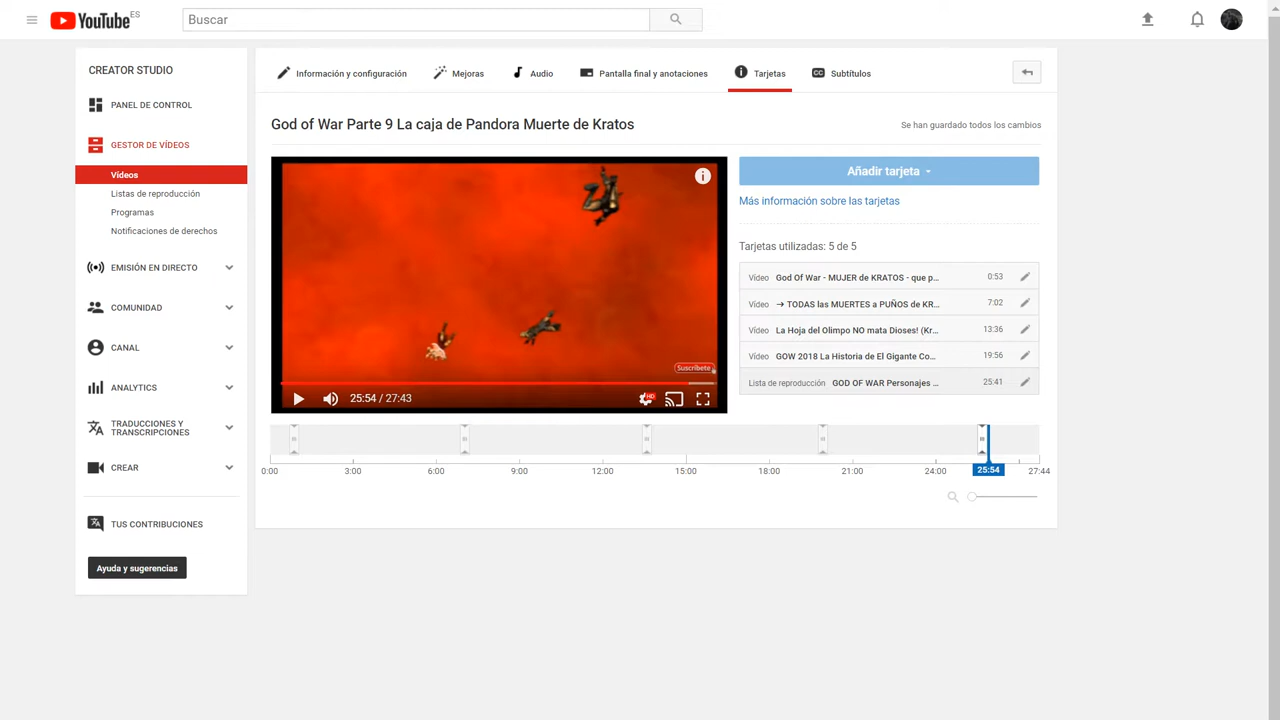 YouTube ES
Buscar
CREATOR STUDIO
PANEL DE CONTROL
GESTOR DE VÍDEOS
Vídeos
Listas de reproducción
Programas
Notificaciones de derechos
EMISIÓN EN DIRECTO
COMUNIDAD
CANAL
ANALYTICS
TRADUCCIONES Y
TRANSCRIPCIONES
CREAR
TUS CONTRIBUCIONES
Ayuda y sugerencias
Información y configuración
Mejoras
Audio
Pantalla final y anotaciones
Tarjetas
CC Subtítulos
God of War Parte 9 La caja de Pandora Muerte de Kratos
Se han guardado todos los cambios
Suscríbete
25:54 / 27:43
HD
Añadir tarjeta
Más información sobre las tarjetas
Tarjetas utilizadas: 5 de 5
Vídeo God Of War - MUJER de KRATOS - que p... 0:53
Vídeo → TODAS las MUERTES a PUÑOS de KR... 7:02
Vídeo La Hoja del Olimpo NO mata Dioses! (Kr... 13:36
Vídeo GOW 2018 La Historia de El Gigante Co... 19:56
Lista de reproducción GOD OF WAR Personajes ... 25:41
0:00 3:00 6:00 9:00 12:00 15:00 18:00 21:00 24:00 25:54 27:44